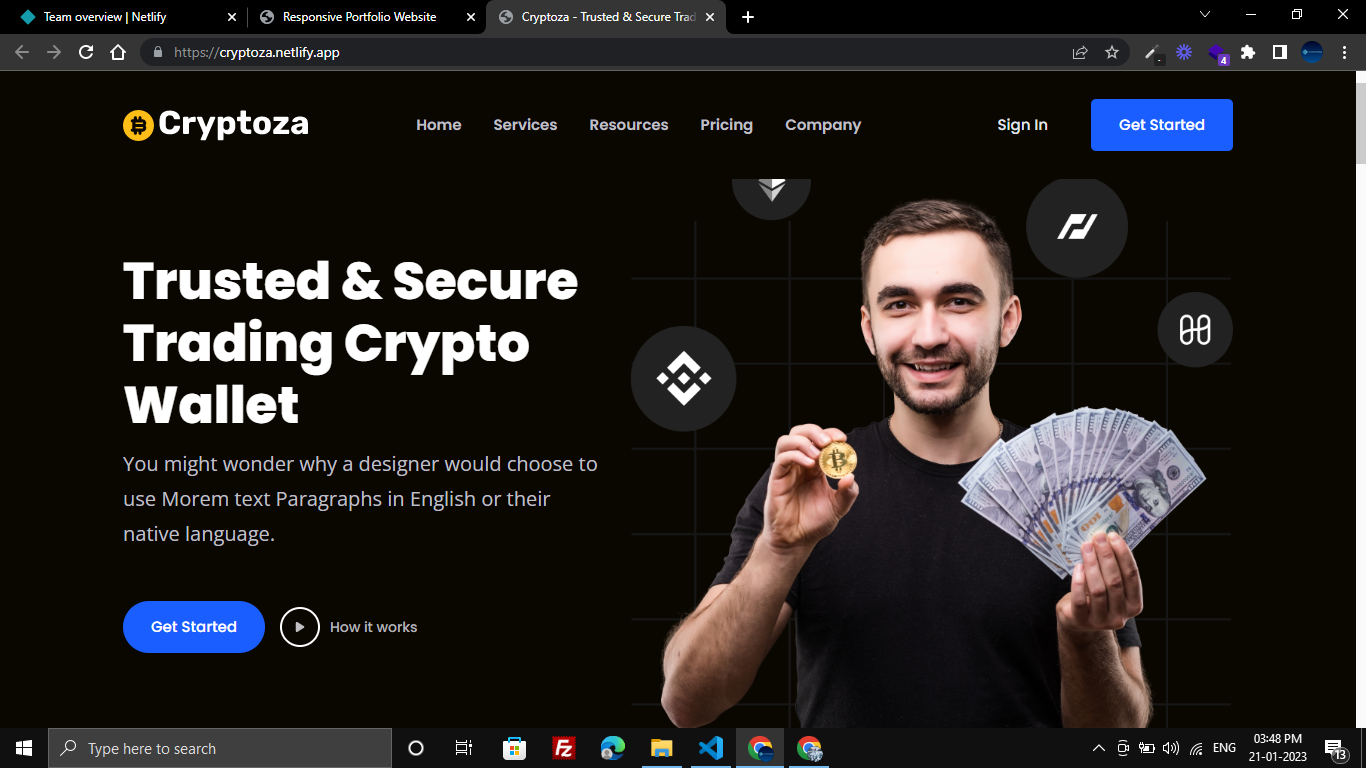 Team overview | Netlify
Responsive Portfolio Website
Cryptoza - Trusted & Secure Trad
https://cryptoza.netlify.app
4
Cryptoza
Home
Services
Resources
Pricing
Company
Sign In
Get Started
Trusted & Secure
Trading Crypto
Wallet
You might wonder why a designer would choose to
use Morem text Paragraphs in English or their
native language.
Get Started
How it works
100
Type here to search
Fz
ENG
03:48 PM
21-01-2023
13